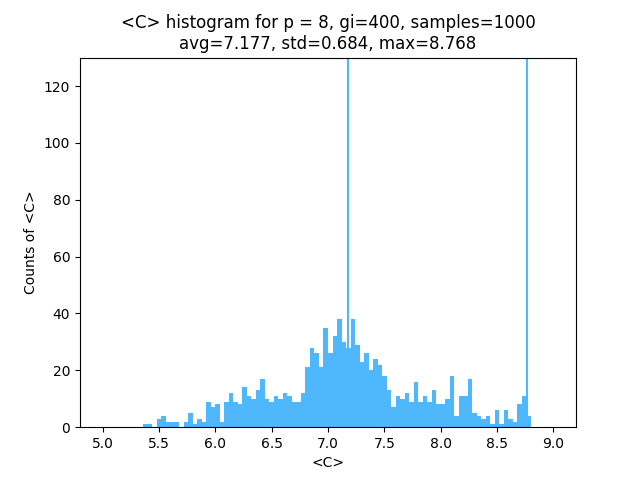 <C> histogram for p = 8, gi=400, samples=1000
avg=7.177, std=0.684, max=8.768
120
100
80
60
40
20
0
Counts of <C>
5.0 5.5 6.0 6.5 7.0 7.5 8.0 8.5 9.0
<C>